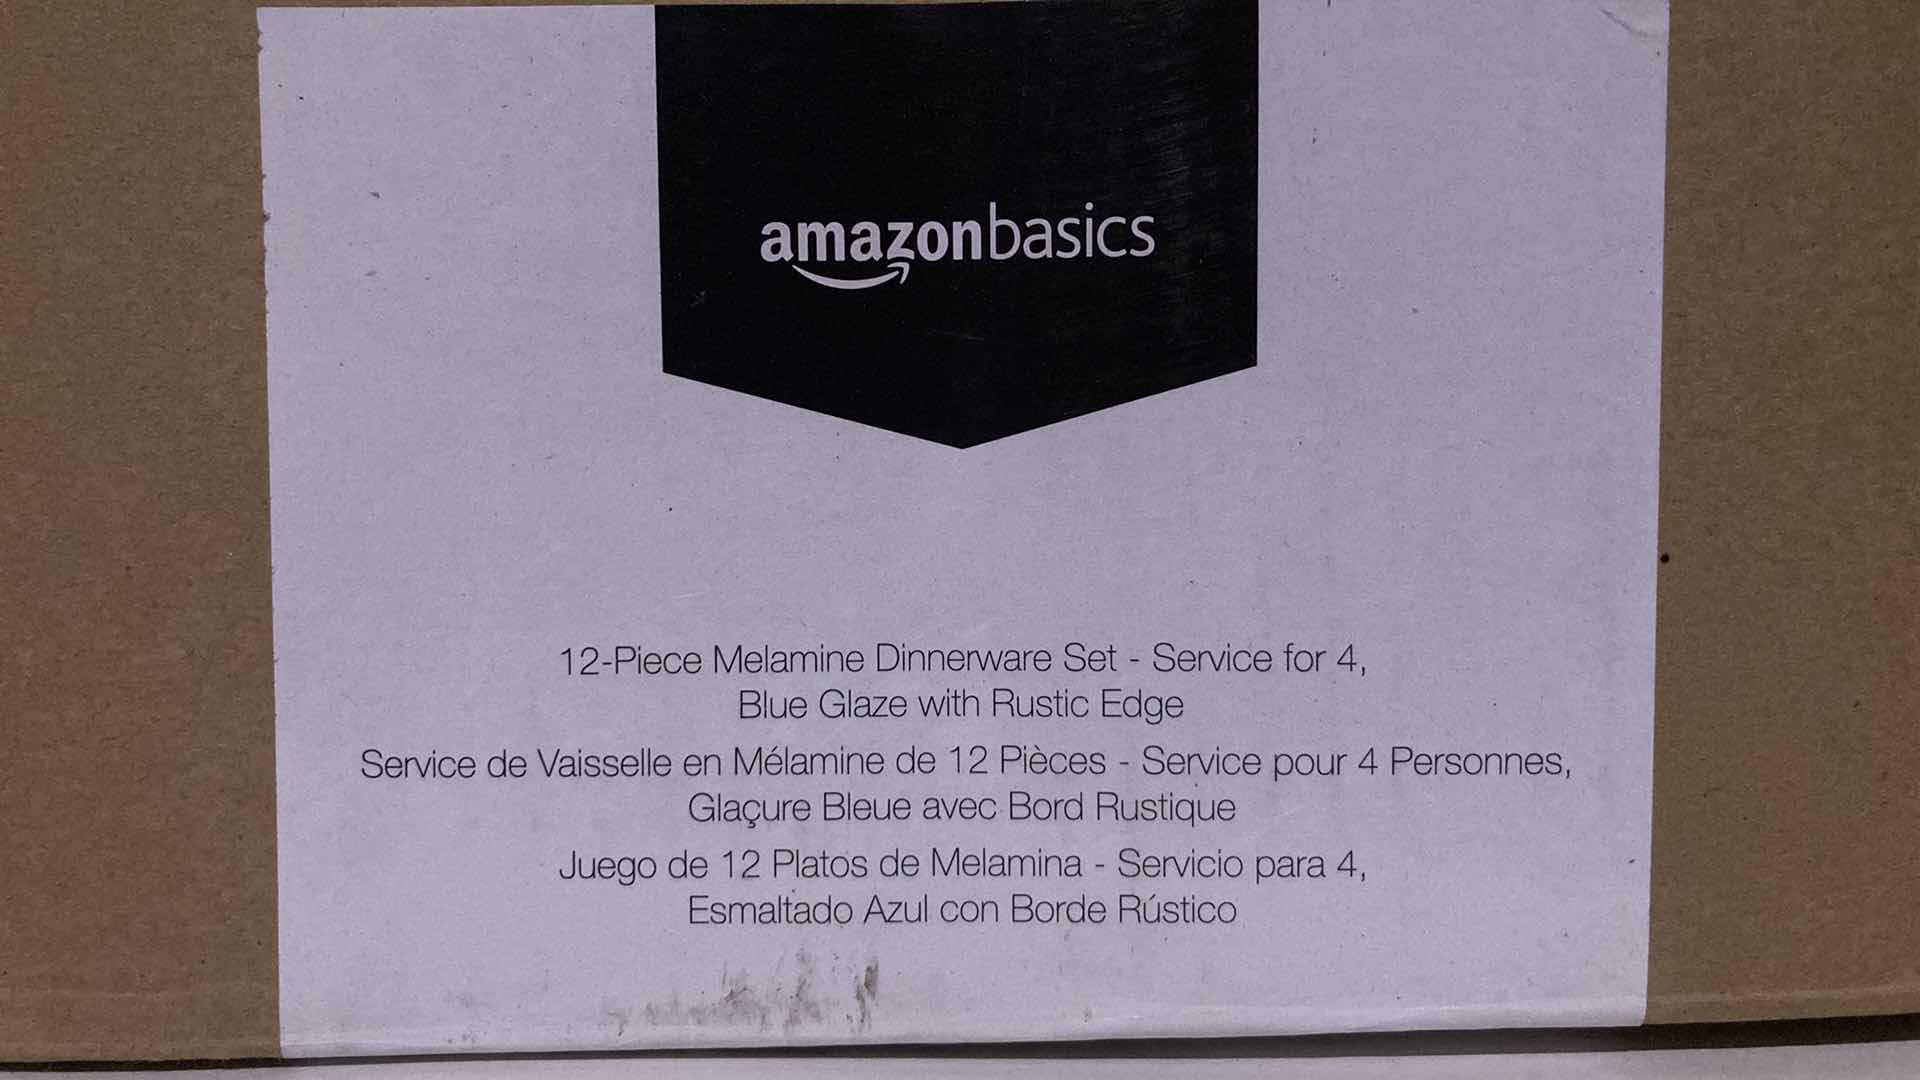 amazonbasics
12-Piece Melamine Dinnerware Set - Service for 4,
Blue Glaze with Rustic Edge
Service de Vaisselle en Mélamine de 12 Pièces - Service pour 4 Personnes,
Glaçure Bleue avec Bord Rustique
Juego de 12 Platos de Melamina - Servicio para 4,
Esmaltado Azul con Borde Rústico